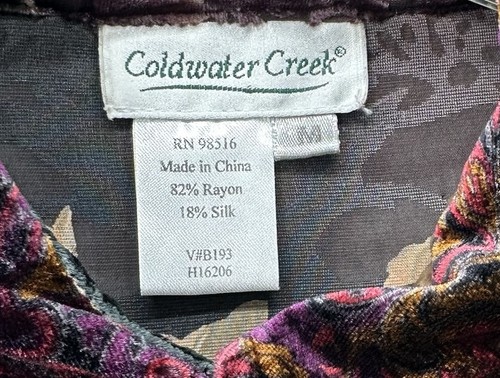 Coldwater Creek®
M
RN 98516
Made in China
82% Rayon
18% Silk
V#B193
H16206